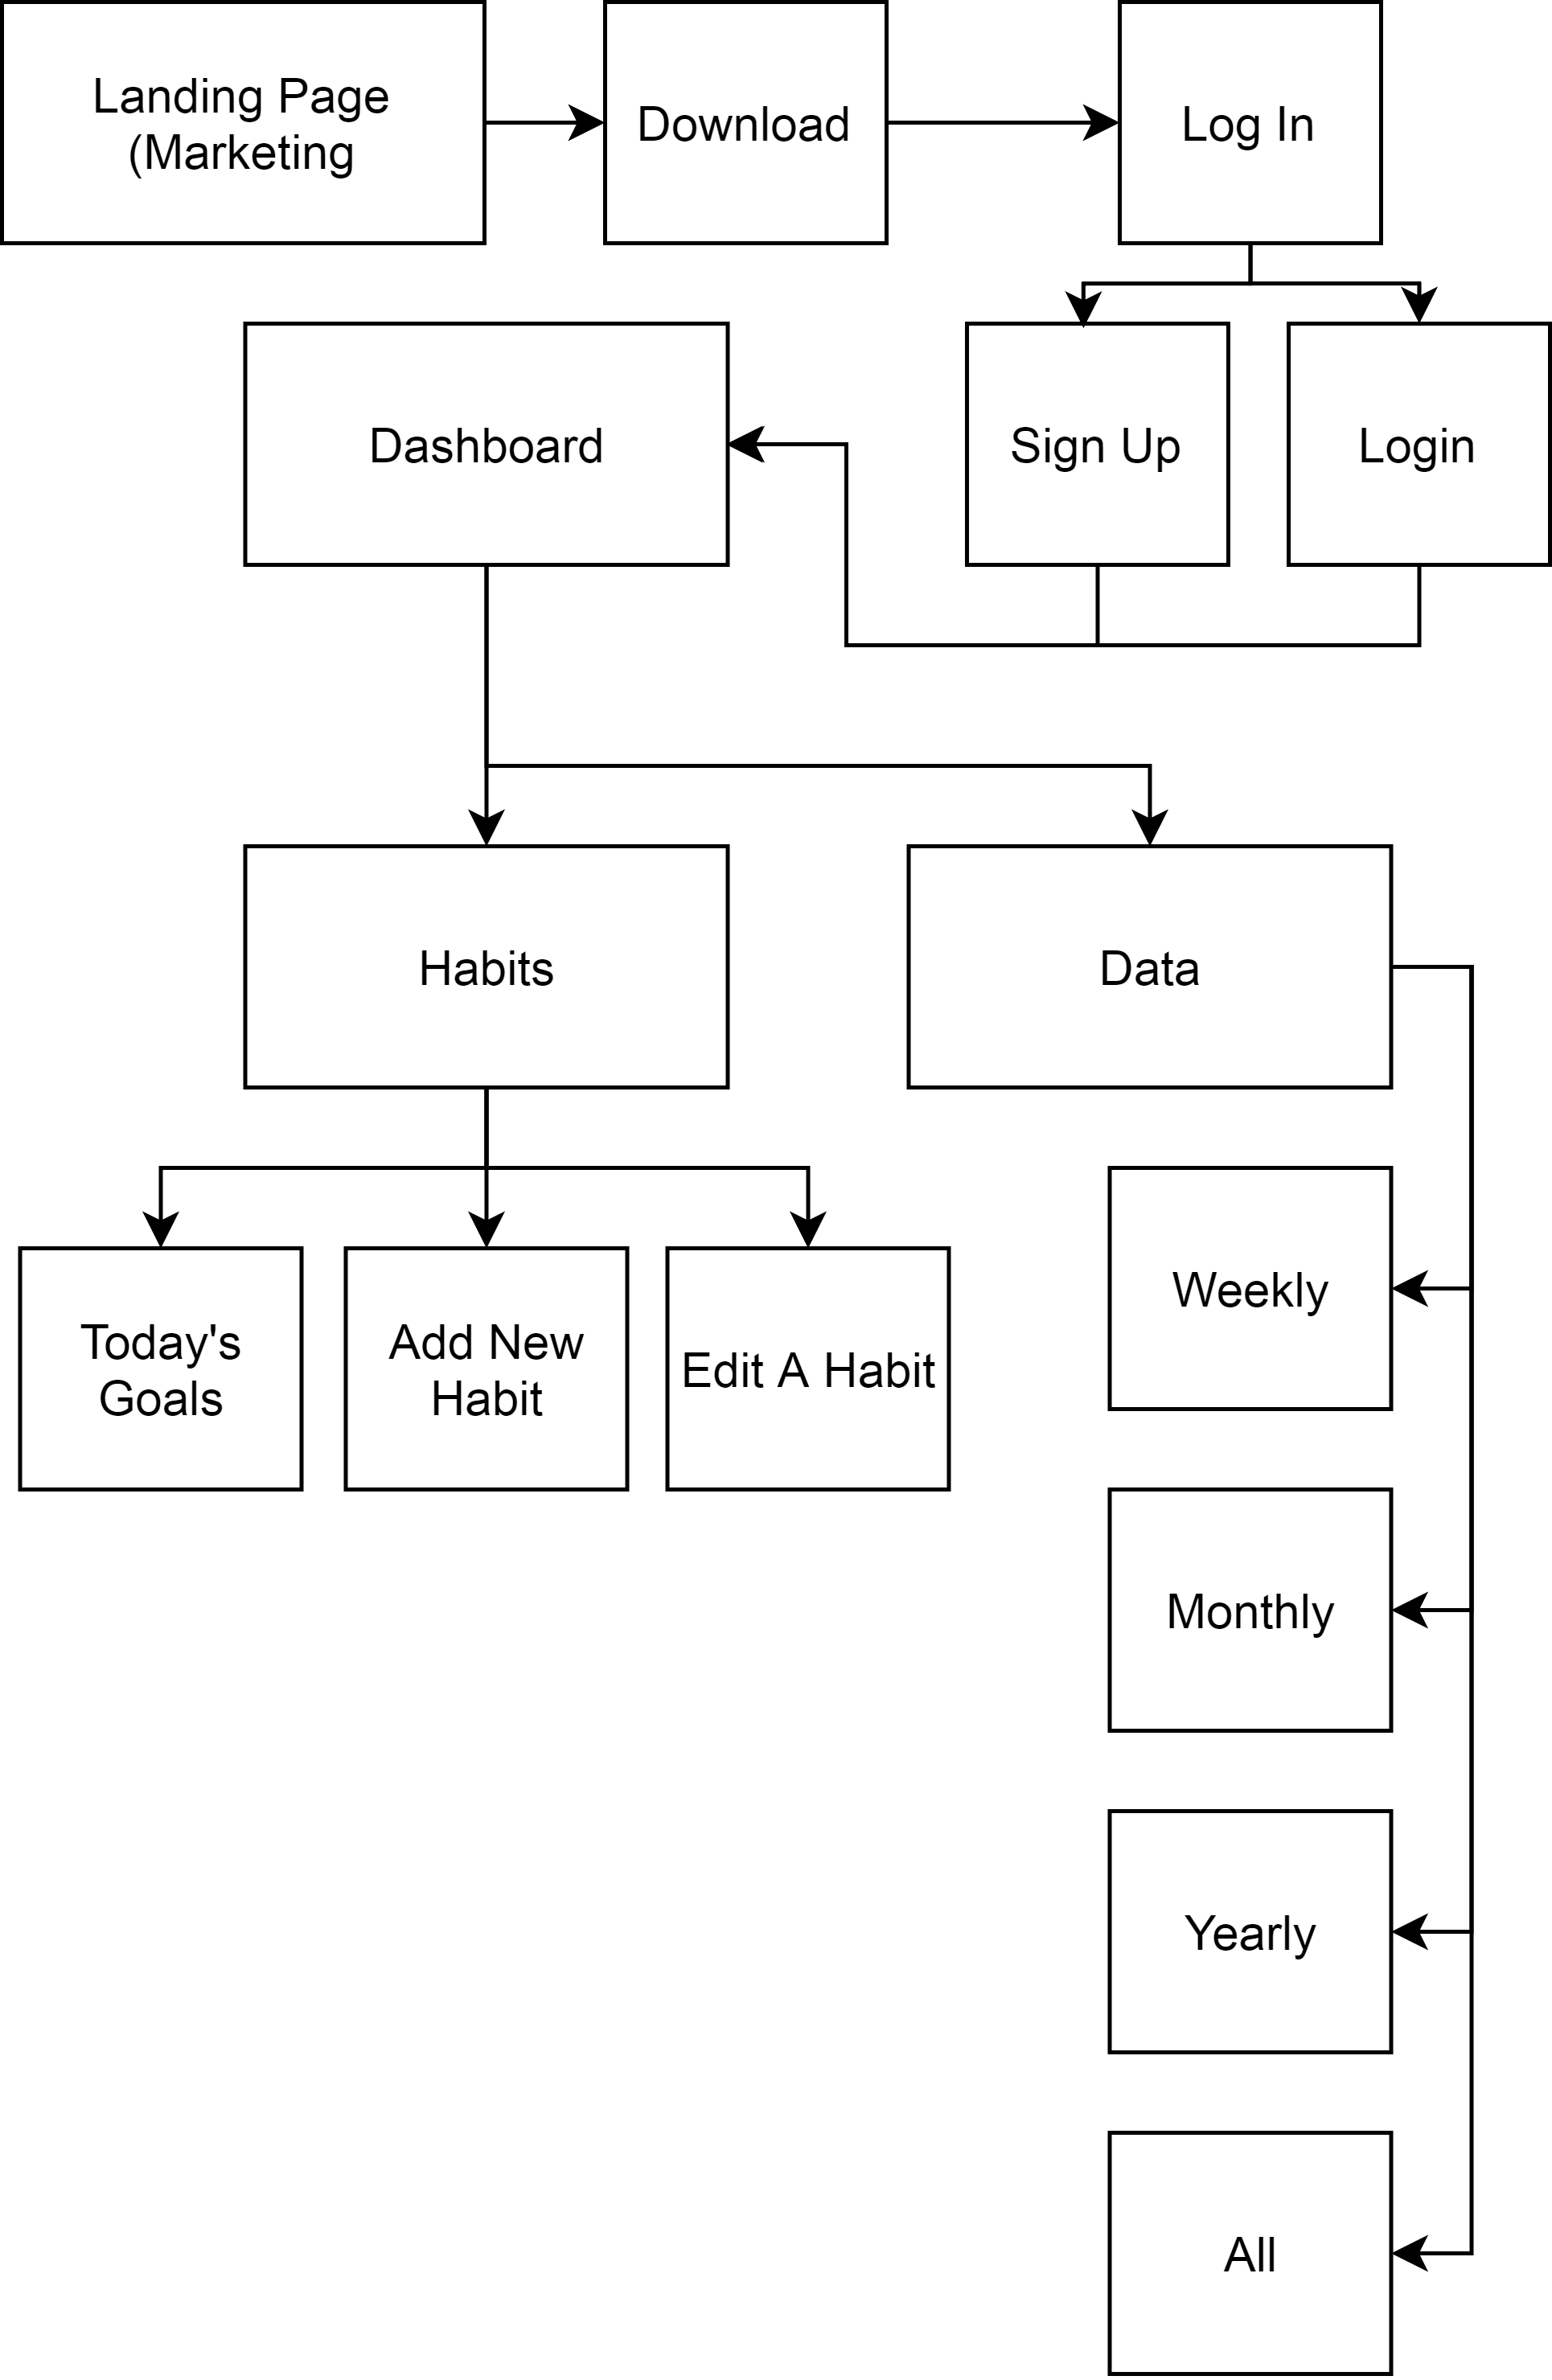 Landing Page
(Marketing
Download
Log In
Dashboard
Sign Up
Login
Habits
Data
Today's
Goals
Add New
Habit
Edit A Habit
Weekly
Monthly
Yearly
All